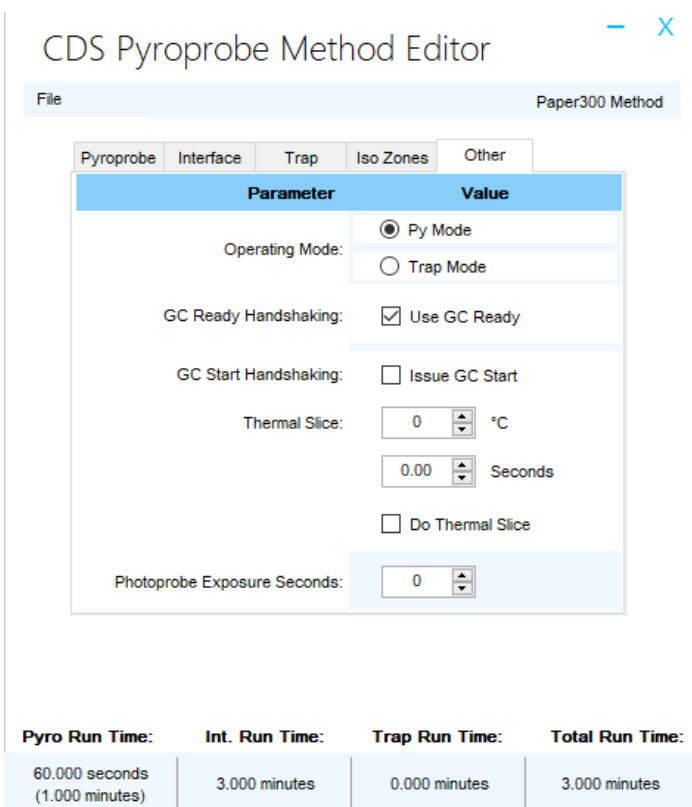 CDS Pyroprobe Method Editor
File Paper300 Method
Pyroprobe Interface Trap Iso Zones Other
Parameter Value
Operating Mode: Py Mode
Trap Mode
GC Ready Handshaking: Use GC Ready
GC Start Handshaking: Issue GC Start
Thermal Slice: 0 °C
0.00 Seconds
Do Thermal Slice
Photoprobe Exposure Seconds: 0
Pyro Run Time: Int. Run Time: Trap Run Time: Total Run Time:
60.000 seconds
(1.000 minutes) 3.000 minutes 0.000 minutes 3.000 minutes